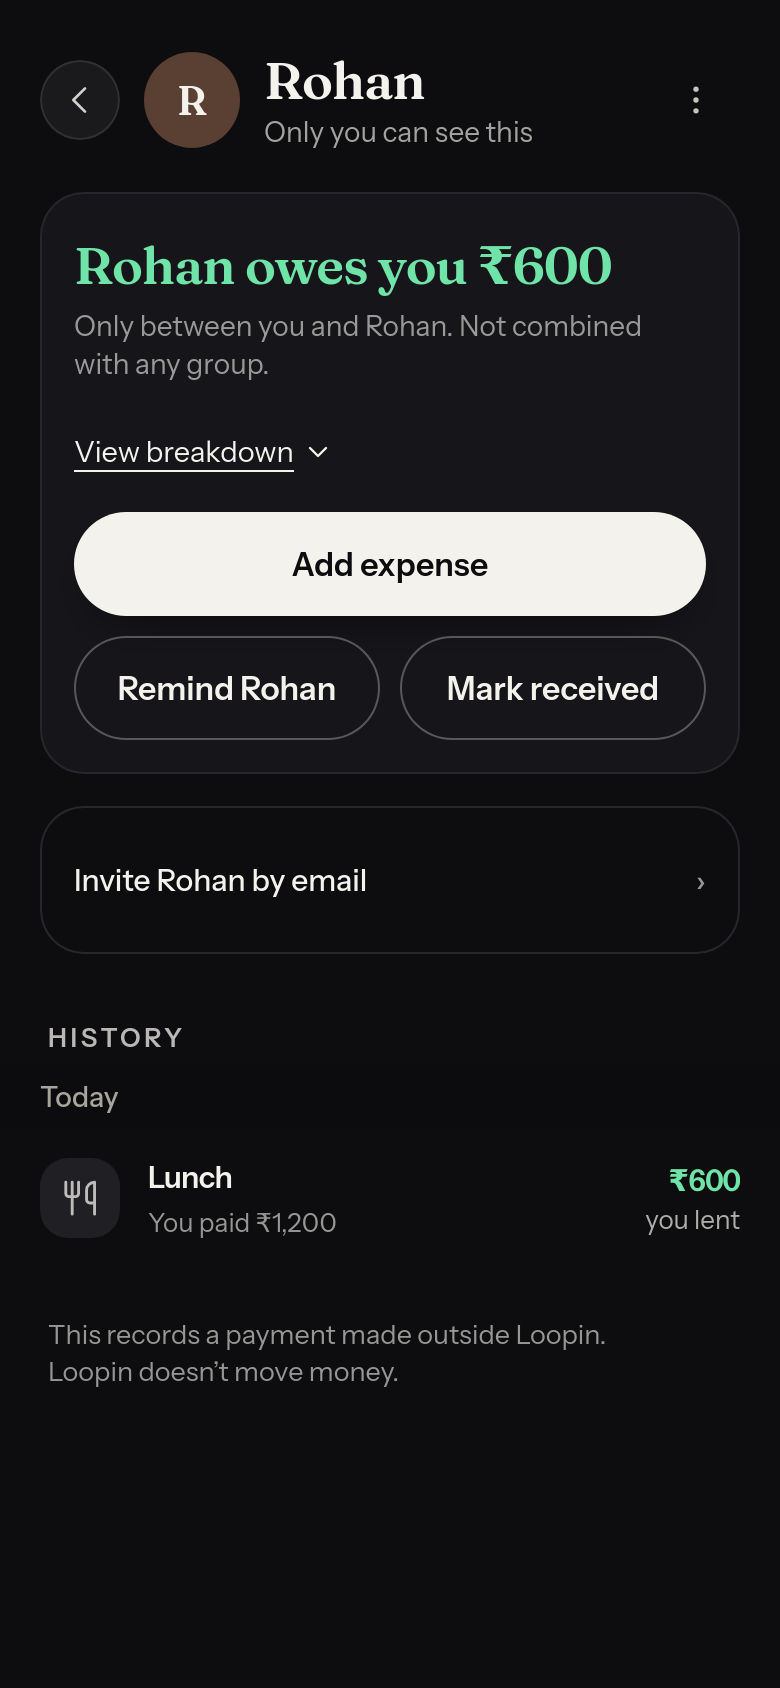 R
Rohan
Only you can see this
Rohan owes you ₹600
Only between you and Rohan. Not combined
with any group.
View breakdown
Add expense
Remind Rohan
Mark received
Invite Rohan by email
HISTORY
Today
Lunch
₹600
You paid ₹1,200
you lent
This records a payment made outside Loopin.
Loopin doesn’t move money.